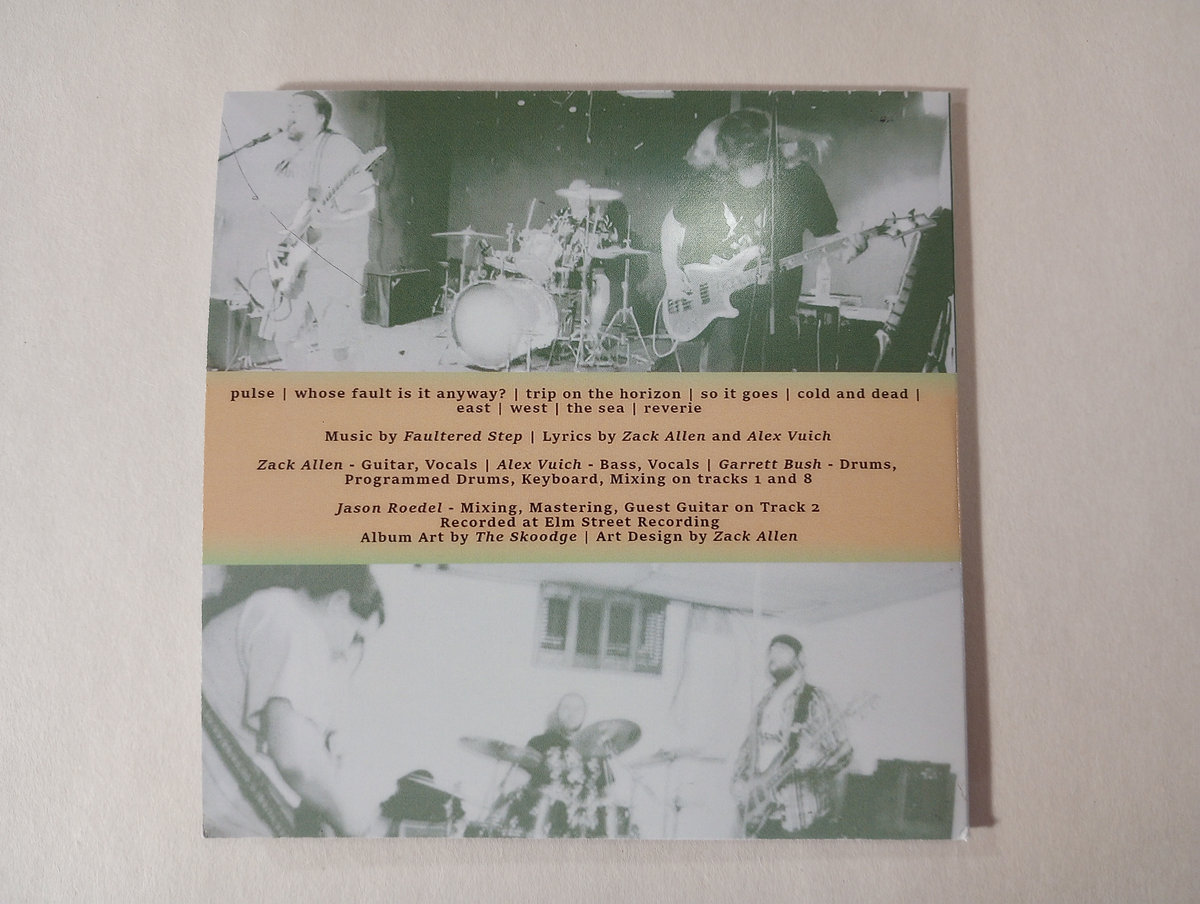 pulse | whose fault is it anyway? | trip on the horizon | so it goes | cold and dead |
east | west | the sea | reverie
Music by Faultered Step | Lyrics by Zack Allen and Alex Vuich
Zack Allen - Guitar, Vocals | Alex Vuich - Bass, Vocals | Garrett Bush - Drums,
Programmed Drums, Keyboard, Mixing on tracks 1 and 8
Jason Roedel - Mixing, Mastering, Guest Guitar on Track 2
Recorded at Elm Street Recording
Album Art by The Skoodge | Art Design by Zack Allen